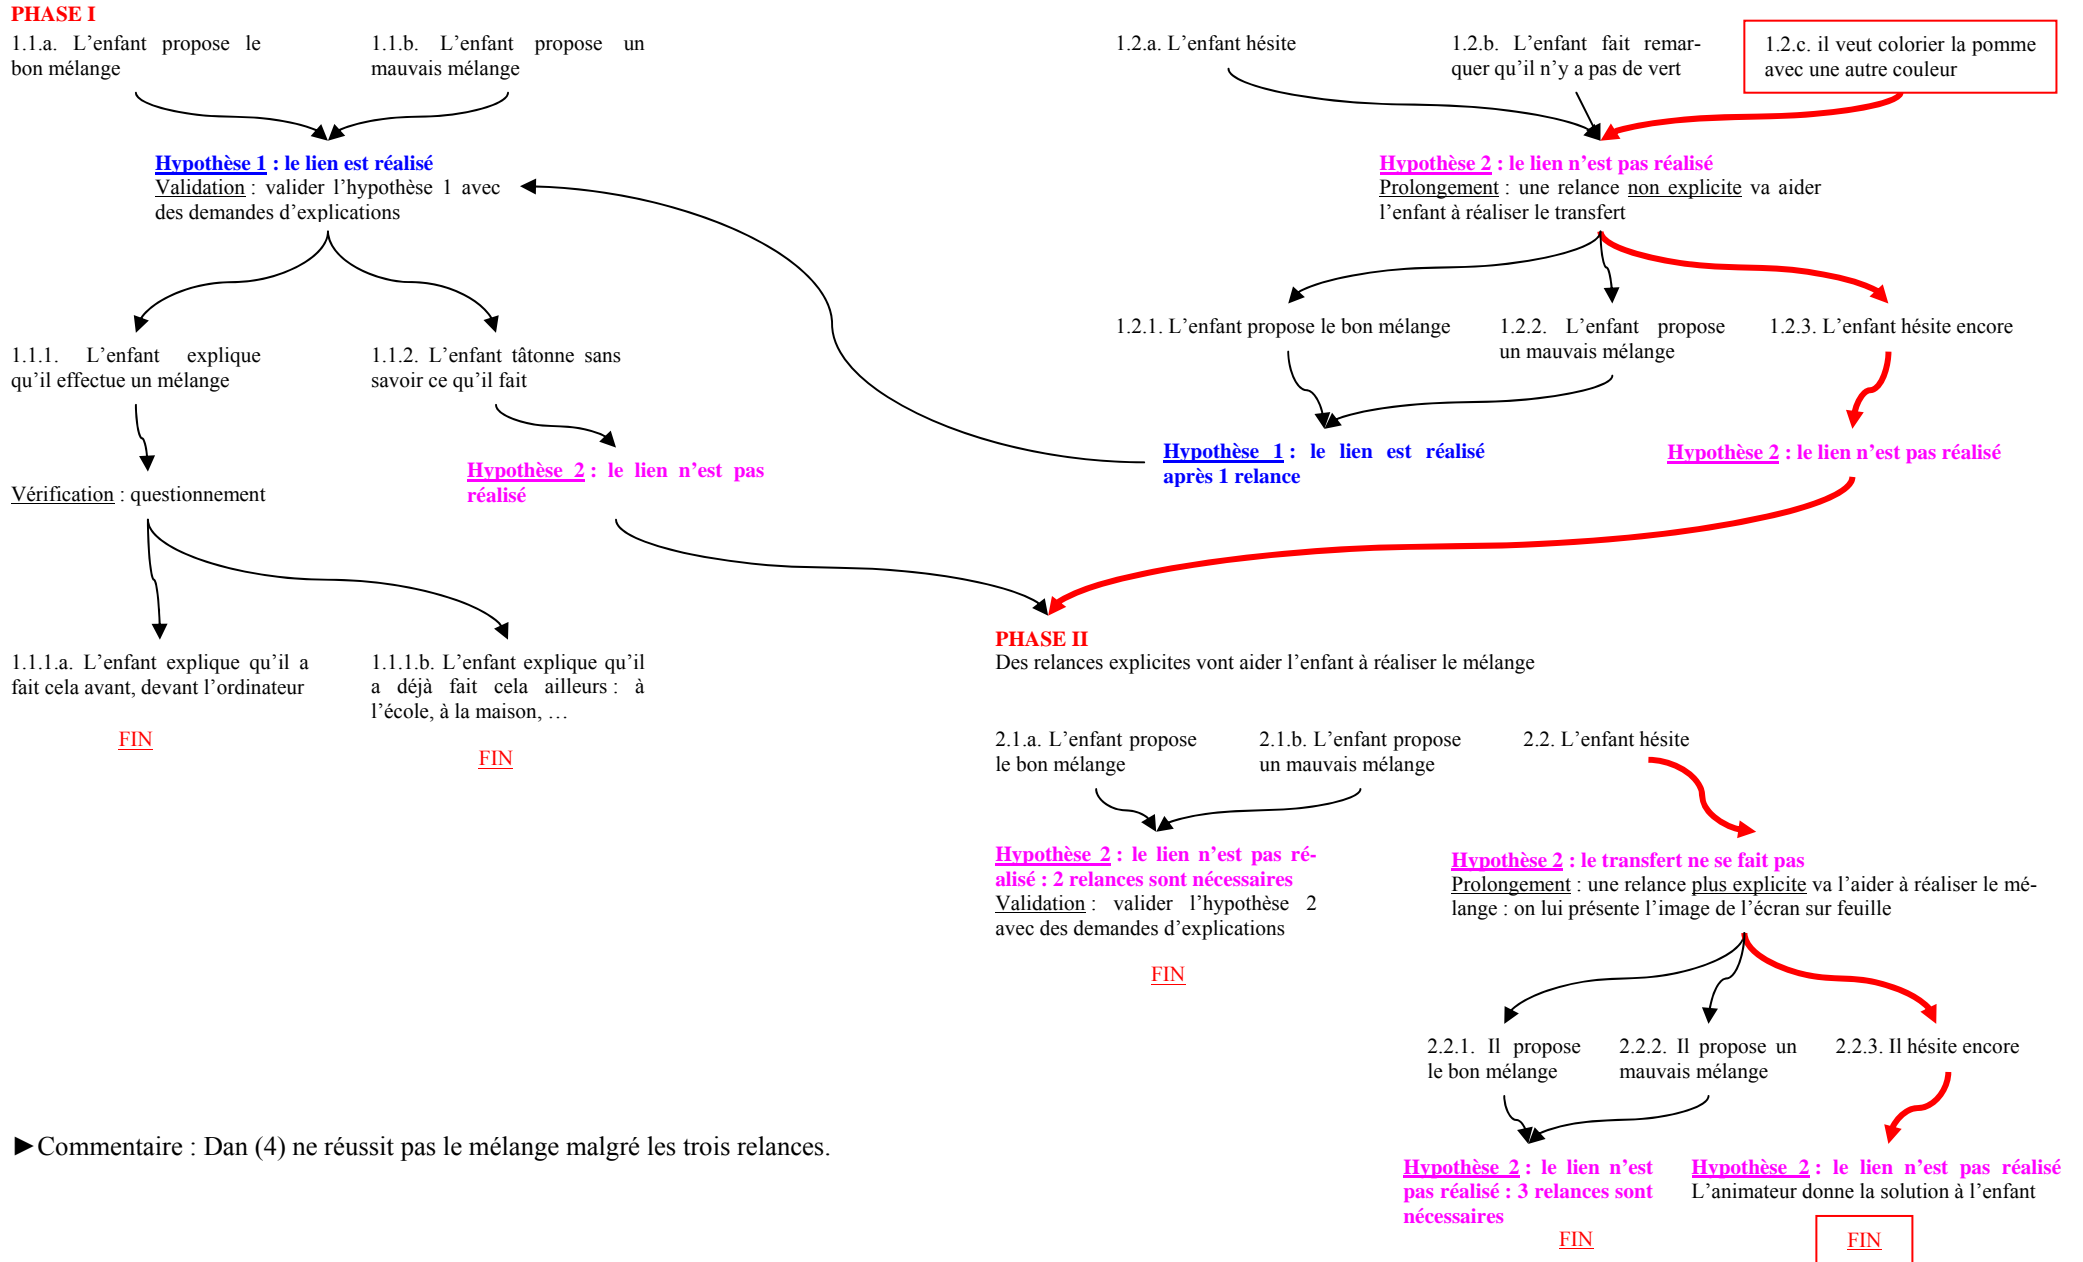 PHASE I
1.1.a. L’enfant propose le
bon mélange
1.1.b. L’enfant propose un
mauvais mélange
1.2.a. L’enfant hésite
1.2.b. L’enfant fait remar-
quer qu’il n’y a pas de vert
1.2.c. il veut colorier la pomme
avec une autre couleur
Hypothèse 1 : le lien est réalisé
Validation : valider l’hypothèse 1 avec
des demandes d’explications
Hypothèse 2 : le lien n’est pas réalisé
Prolongement : une relance non explicite va aider
l’enfant à réaliser le transfert
1.1.1. L’enfant explique
qu’il effectue un mélange
1.1.2. L’enfant tâtonne sans
savoir ce qu’il fait
1.2.1. L’enfant propose le bon mélange
1.2.2. L’enfant propose
un mauvais mélange
1.2.3. L’enfant hésite encore
Vérification : questionnement
Hypothèse 2 : le lien n’est pas
réalisé
Hypothèse 1 : le lien est réalisé
après 1 relance
Hypothèse 2 : le lien n’est pas réalisé
1.1.1.a. L’enfant explique qu’il a
fait cela avant, devant l’ordinateur
FIN
1.1.1.b. L’enfant explique qu’il
a déjà fait cela ailleurs : à
l’école, à la maison, …
FIN
PHASE II
Des relances explicites vont aider l’enfant à réaliser le mélange
2.1.a. L’enfant propose
le bon mélange
2.1.b. L’enfant propose
un mauvais mélange
2.2. L’enfant hésite
Hypothèse 2 : le lien n’est pas ré-
alisé : 2 relances sont nécessaires
Validation : valider l’hypothèse 2
avec des demandes d’explications
FIN
Hypothèse 2 : le transfert ne se fait pas
Prolongement : une relance plus explicite va l’aider à réaliser le mé-
lange : on lui présente l’image de l’écran sur feuille
2.2.1. Il propose
le bon mélange
2.2.2. Il propose un
mauvais mélange
2.2.3. Il hésite encore
►Commentaire : Dan (4) ne réussit pas le mélange malgré les trois relances.
Hypothèse 2 : le lien n’est
pas réalisé : 3 relances sont
nécessaires
FIN
Hypothèse 2 : le lien n’est pas réalisé
L’animateur donne la solution à l’enfant
FIN